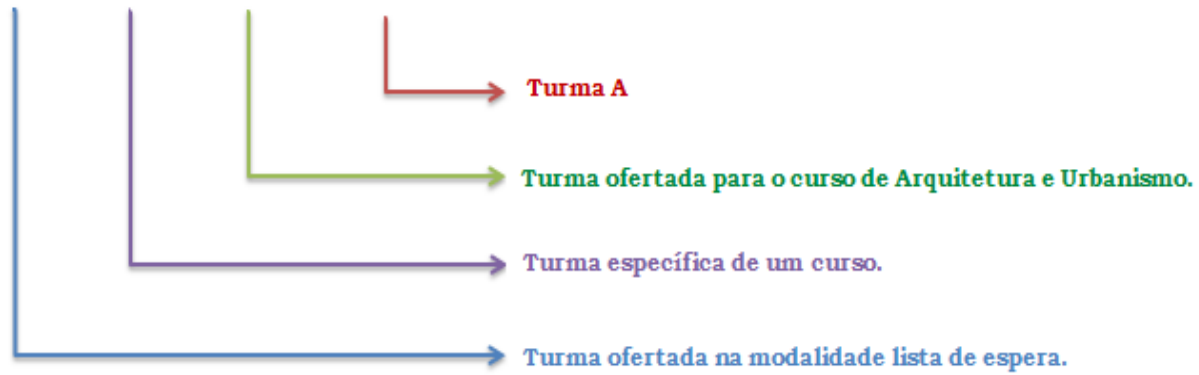 Turma A
Turma ofertada para o curso de Arquitetura e Urbanismo.
Turma específica de um curso.
Turma ofertada na modalidade lista de espera.